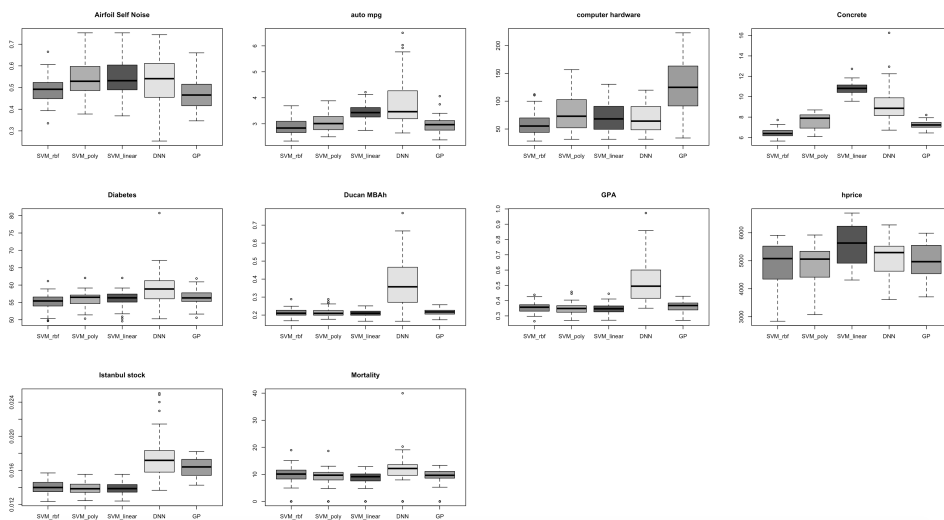 Airfoil Self Noise
0.7
0.6
0.5
0.4
0.3
SVM_rbf SVM_poly SVM_linear DNN GP
auto mpg
6
5
4
3
SVM_rbf SVM_poly SVM_linear DNN GP
computer hardware
200
150
100
50
SVM_rbf SVM_poly SVM_linear DNN GP
Concrete
16
14
12
10
8
6
SVM_rbf SVM_poly SVM_linear DNN GP
Diabetes
80
75
70
65
60
55
50
SVM_rbf SVM_poly SVM_linear DNN GP
Ducan MBAh
0.7
0.6
0.5
0.4
0.3
0.2
SVM_rbf SVM_poly SVM_linear DNN GP
GPA
1.0
0.9
0.8
0.7
0.6
0.5
0.4
0.3
SVM_rbf SVM_poly SVM_linear DNN GP
hprice
6000
5000
4000
3000
SVM_rbf SVM_poly SVM_linear DNN GP
Istanbul stock
0.024
0.020
0.016
0.012
SVM_rbf SVM_poly SVM_linear DNN GP
Mortality
40
30
20
10
0
SVM_rbf SVM_poly SVM_linear DNN GP